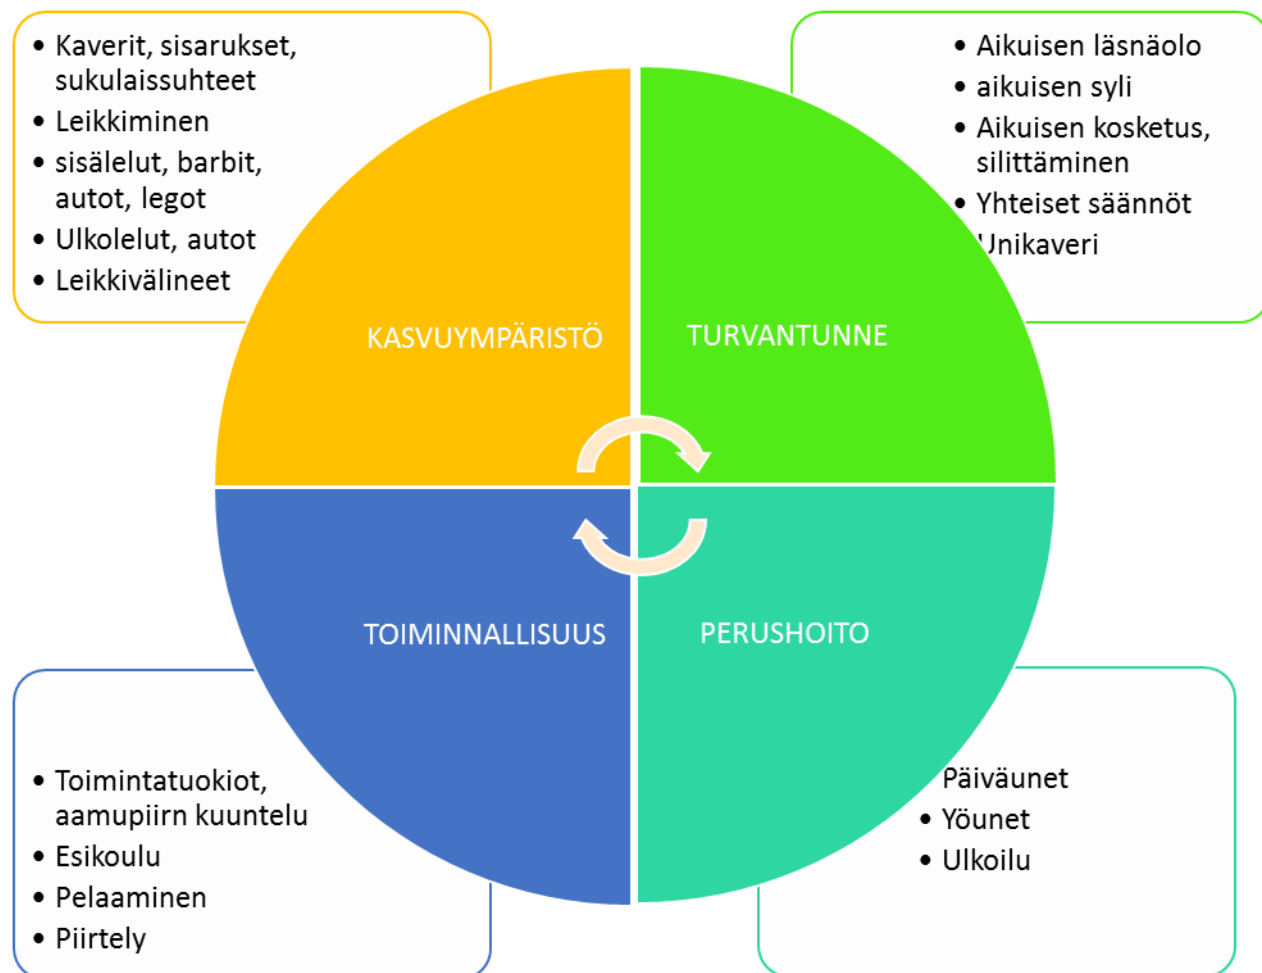 • Kaverit, sisarukset,
sukulaissuhteet
• Leikkiminen
• sisälelut, barbit,
autot, legot
• Ulkolelut, autot
• Leikkivälineet
• Aikuisen läsnäolo
• aikuisen syli
• Aikuisen kosketus,
silittäminen
• Yhteiset säännöt
Unikaveri
KASVUYMPÄRISTÖ
TURVANTUNNE
TOIMINNALLISUUS
PERUSHOITO
• Toimintatuokiot,
aamupiirn kuuntelu
• Esikoulu
• Pelaaminen
• Piirtely
Päiväunet
• Yöunet
• Ulkoilu